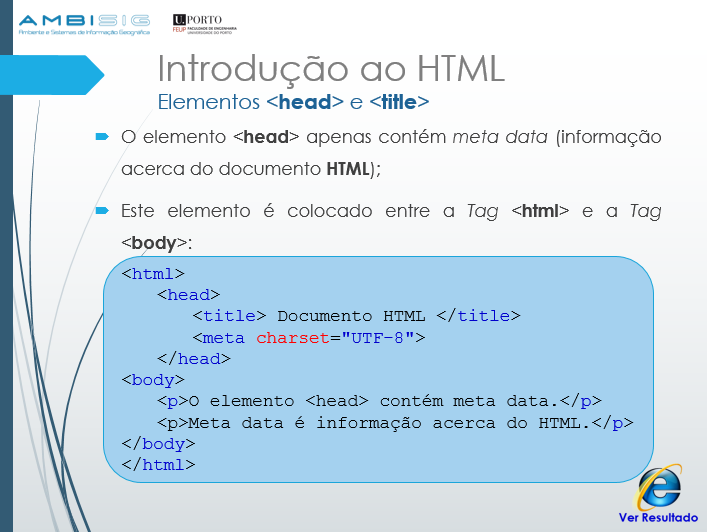 AMBISIG
Ambiente e Sistemas de Informação Geográfica
U. PORTO
FEUP FACULDADE DE ENGENHARIA
UNIVERSIDADE DO PORTO
Introdução ao HTML
Elementos <head> e <title>
O elemento <head> apenas contém meta data (informação
acerca do documento HTML);
Este elemento é colocado entre a Tag <html> e a Tag
<body>:
<html>
<head>
<title> Documento HTML </title>
<meta charset="UTF-8">
</head>
<body>
<p>O elemento <head> contém meta data.</p>
<p>Meta data é informação acerca do HTML.</p>
</body>
</html>
Ver Resultado